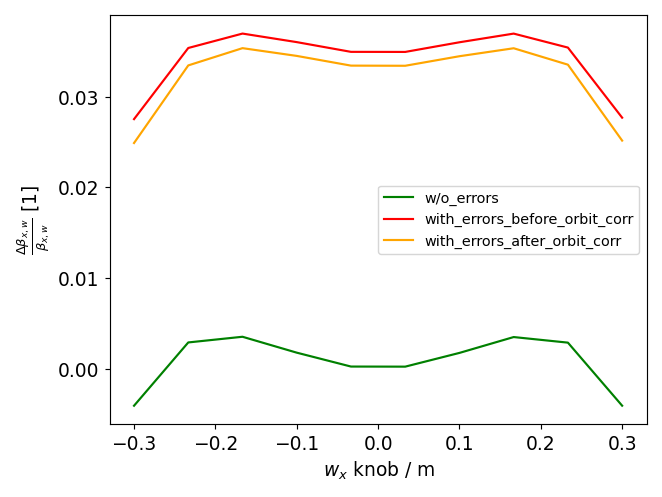 0.03
0.02
0.01
0.00
Δβx,w / βx,w [1]
w/o_errors
with_errors_before_orbit_corr
with_errors_after_orbit_corr
−0.3 −0.2 −0.1 0.0 0.1 0.2 0.3
wx knob / m